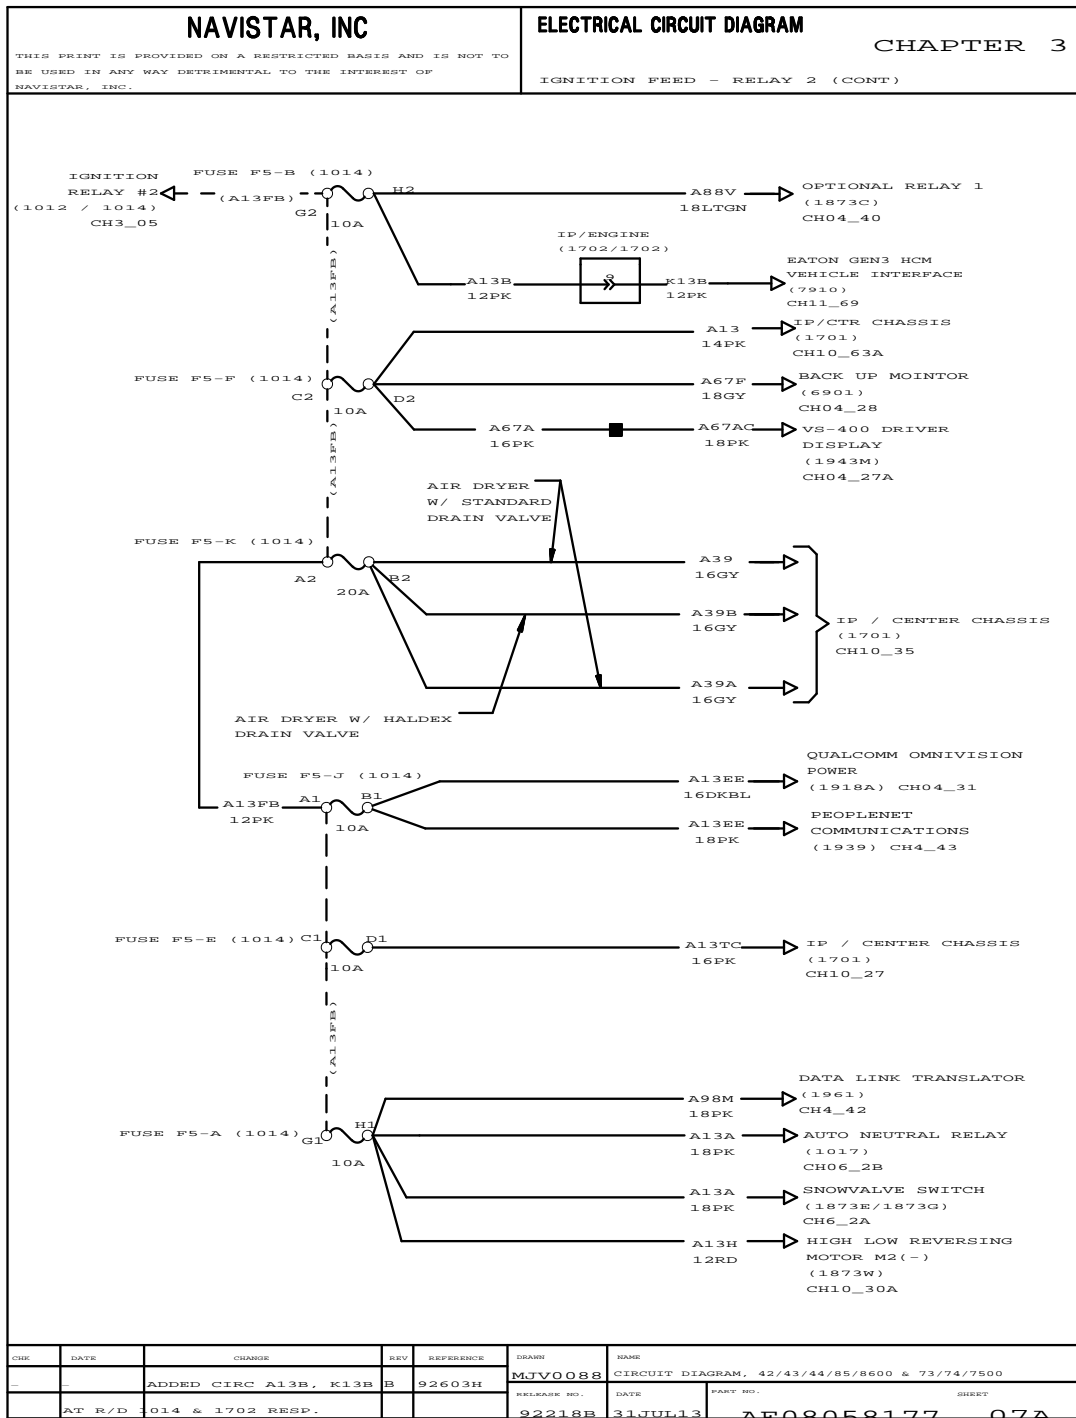 NAVISTAR, INC
THIS PRINT IS PROVIDED ON A RESTRICTED BASIS AND IS NOT TO
BE USED IN ANY WAY DETRIMENTAL TO THE INTEREST OF
NAVISTAR, INC.
ELECTRICAL CIRCUIT DIAGRAM
CHAPTER 3
IGNITION FEED - RELAY 2 (CONT)
IGNITION
RELAY #2
(1012 / 1014)
CH3_05
(A13FB)
FUSE F5-B (1014)
G2
H2
10A
A88V
18LTGN
OPTIONAL RELAY 1
(1873C)
CH04_40
IP/ENGINE
(1702/1702)
A13B
12PK
9
K13B
12PK
EATON GEN3 HCM
VEHICLE INTERFACE
(7910)
CH11_69
(A13FB)
A13
14PK
IP/CTR CHASSIS
(1701)
CH10_63A
FUSE F5-F (1014)
C2
D2
10A
A67F
18GY
BACK UP MOINTOR
(6901)
CH04_28
A67A
16PK
A67AC
18PK
VS-400 DRIVER
DISPLAY
(1943M)
CH04_27A
(A13FB)
AIR DRYER
W/ STANDARD
DRAIN VALVE
FUSE F5-K (1014)
A2
B2
20A
A39
16GY
A39B
16GY
A39A
16GY
IP / CENTER CHASSIS
(1701)
CH10_35
AIR DRYER W/ HALDEX
DRAIN VALVE
FUSE F5-J (1014)
A13FB
12PK
A1
B1
10A
A13EE
16DKBL
QUALCOMM OMNIVISION
POWER
(1918A) CH04_31
A13EE
18PK
PEOPLENET
COMMUNICATIONS
(1939) CH4_43
FUSE F5-E (1014)
C1
D1
10A
A13TC
16PK
IP / CENTER CHASSIS
(1701)
CH10_27
(A13FB)
A98M
18PK
DATA LINK TRANSLATOR
(1961)
CH4_42
FUSE F5-A (1014)
G1
H1
10A
A13A
18PK
AUTO NEUTRAL RELAY
(1017)
CH06_2B
A13A
18PK
SNOWVALVE SWITCH
(1873E/1873G)
CH6_2A
A13H
12RD
HIGH LOW REVERSING
MOTOR M2(-)
(1873W)
CH10_30A
CHK DATE CHANGE REV REFERENCE
- - ADDED CIRC A13B, K13B B 92603H
AT R/D 1014 & 1702 RESP.
DRAWN
MJV0088
NAME
CIRCUIT DIAGRAM, 42/43/44/85/8600 & 73/74/7500
RELEASE NO.
92218B
DATE
31JUL13
PART NO.
AF08058177
SHEET
07A